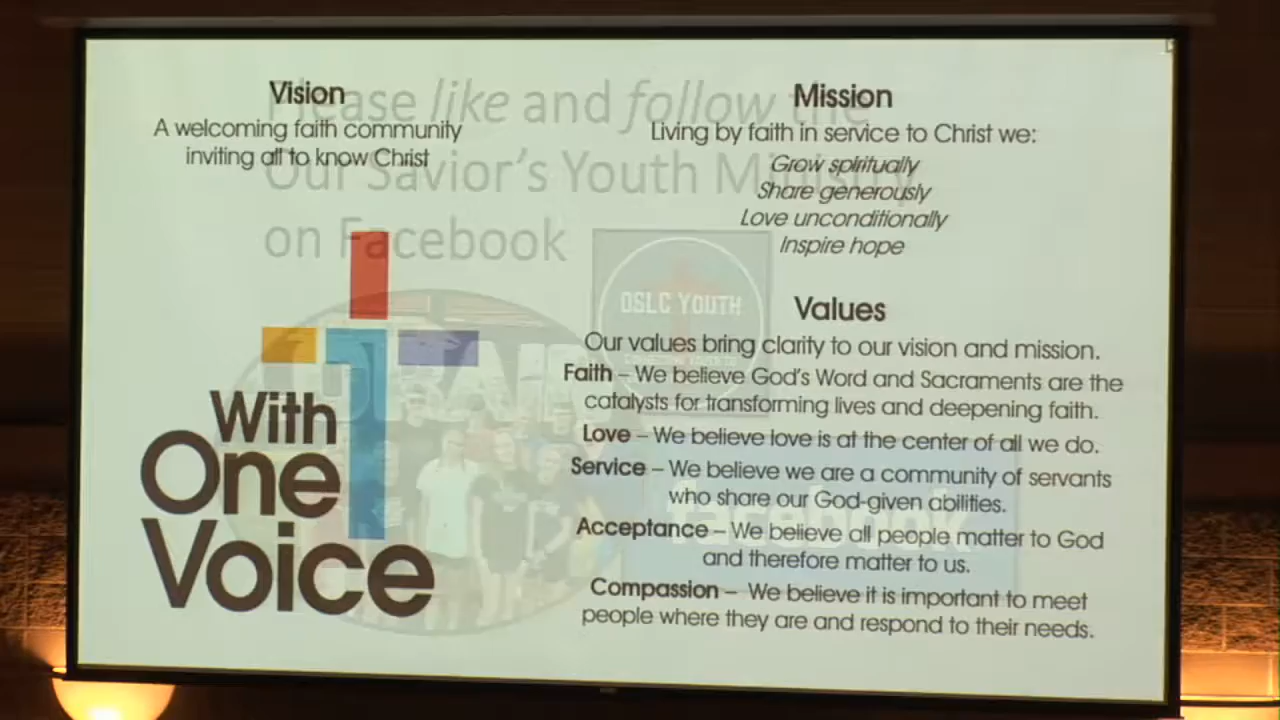 Vision
A welcoming faith community
inviting all to know Christ
With
One
Voice
Mission
Living by faith in service to Christ we:
Grow spiritually
Share generously
Love unconditionally
Inspire hope
Values
Our values bring clarity to our vision and mission.
Faith – We believe God's Word and Sacraments are the
catalysts for transforming lives and deepening faith.
Love – We believe love is at the center of all we do.
Service – We believe we are a community of servants
who share our God-given abilities.
Acceptance – We believe all people matter to God
and therefore matter to us.
Compassion – We believe it is important to meet
people where they are and respond to their needs.
Please like and follow the
Our Savior's Youth Ministry
on Facebook
OSLC YOUTH
facebook